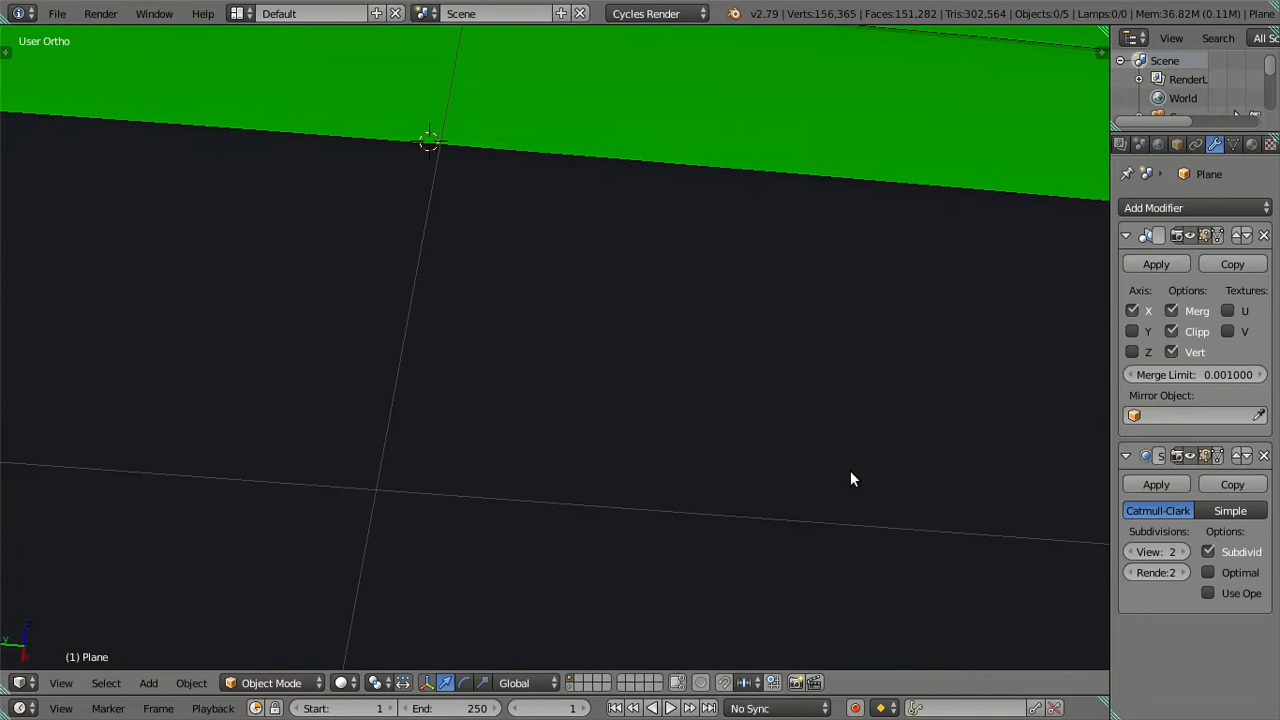 File Render Window Help Default Scene Cycles Render v2.79 | Verts:156,365 | Faces:151,282 | Tris:302,564 | Objects:0/5 | Lamps:0/0 | Mem:36.82M (0.11M) | Plane
User Ortho
View Search All Sc
Scene
RenderL
World
Plane
Add Modifier
Apply Copy
Axis: Options: Textures:
X Merg U
Y Clipp V
Z Vert
Merge Limit: 0.001000
Mirror Object:
S
Apply Copy
Catmull-Clark Simple
Subdivisions: Options:
View: 2 Subdivid
Rende:2 Optimal
Use Ope
y z
(1) Plane
View Select Add Object Object Mode Global
View Marker Frame Playback Start: 1 End: 250 1 No Sync